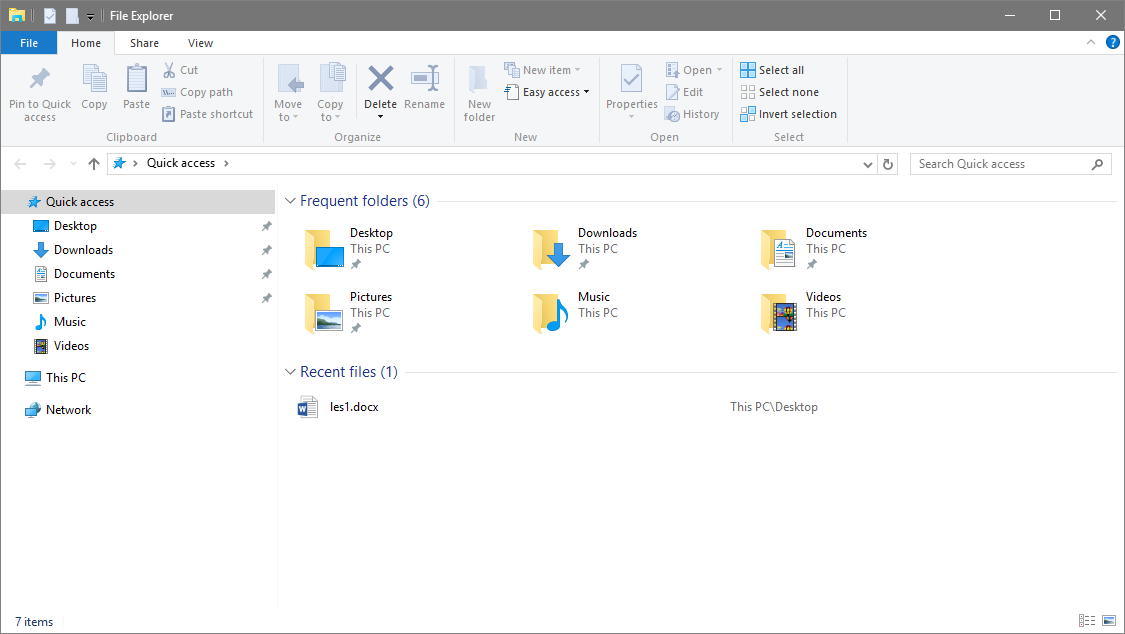 File Explorer
File Home Share View
Pin to Quick access
Copy
Paste
Cut
Copy path
Paste shortcut
Clipboard
Move to
Copy to
Delete
Rename
Organize
New folder
New item
Easy access
New
Properties
Open
Edit
History
Open
Select all
Select none
Invert selection
Select
Quick access
Search Quick access
Quick access
Desktop
Downloads
Documents
Pictures
Music
Videos
This PC
Network
Frequent folders (6)
Desktop
This PC
Downloads
This PC
Documents
This PC
Pictures
This PC
Music
This PC
Videos
This PC
Recent files (1)
les1.docx This PC\Desktop
7 items